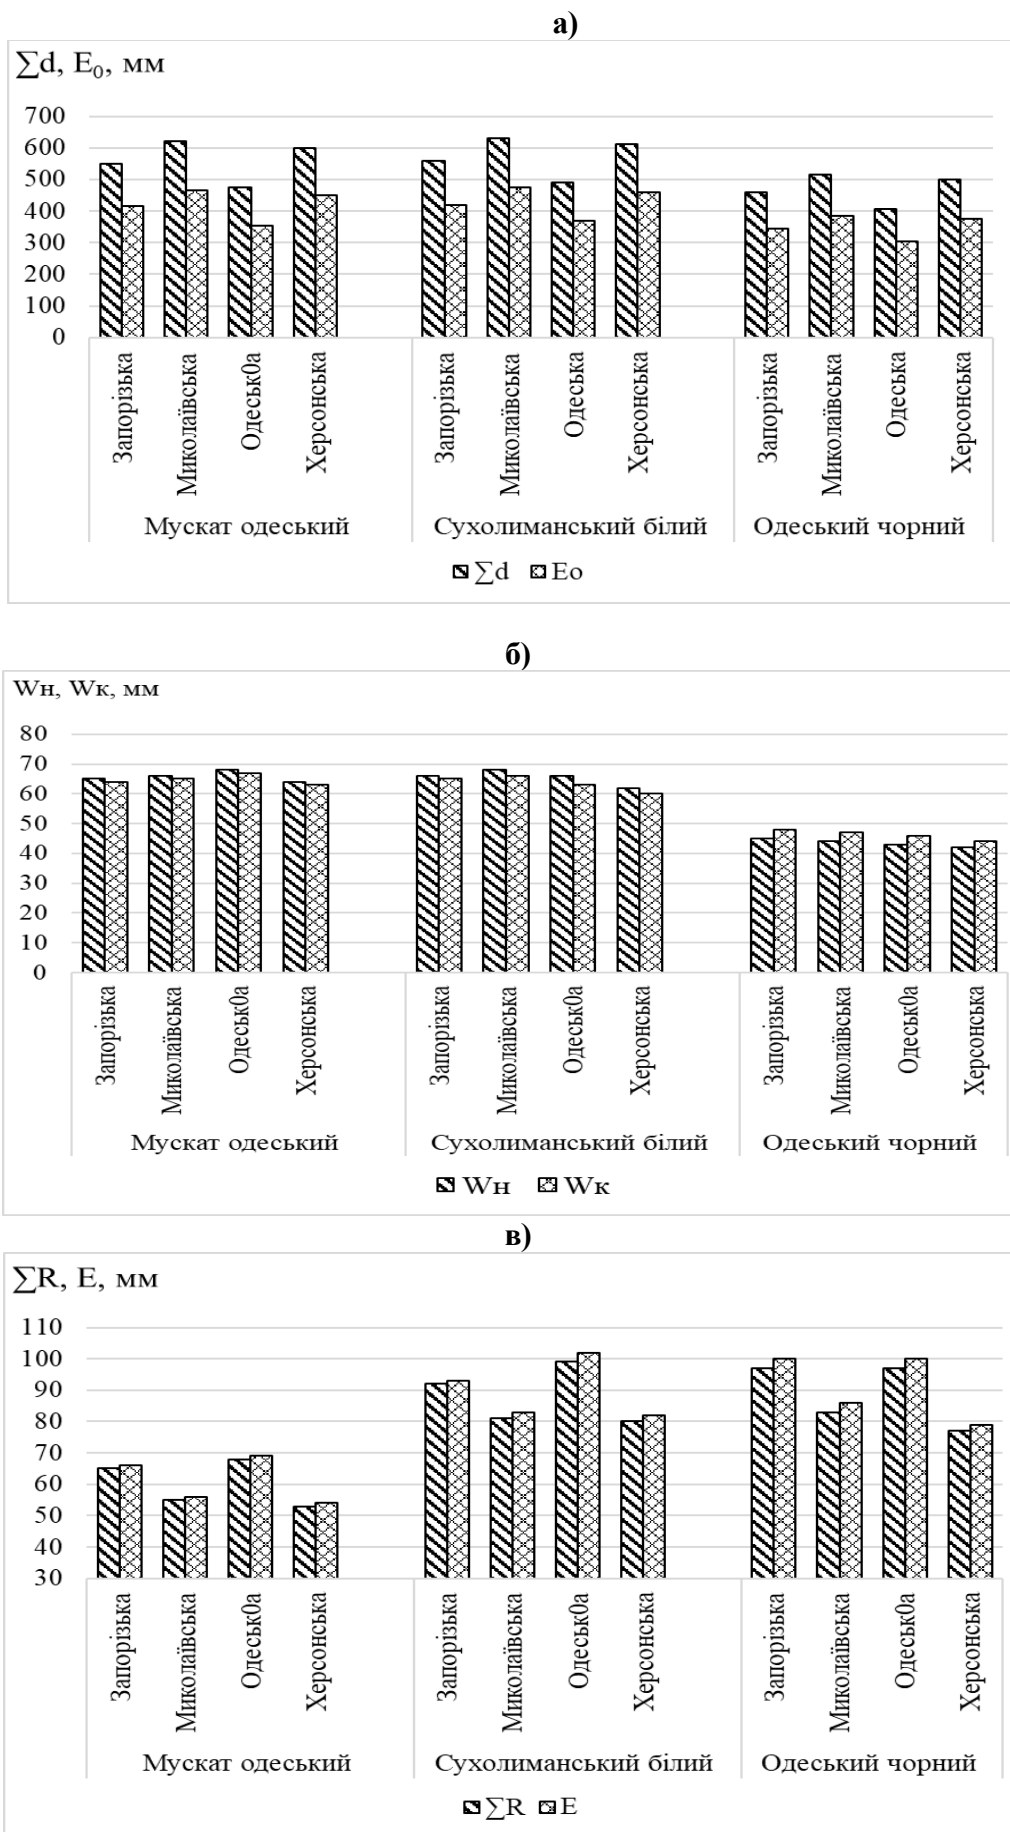 а)
∑d, E₀, мм
700
600
500
400
300
200
100
0
Запорізька
Миколаївська
Одеськ0а
Херсонська
Запорізька
Миколаївська
Одеська
Херсонська
Запорізька
Миколаївська
Одеська
Херсонська
Мускат одеський
Сухолиманський білий
Одеський чорний
∑d Eo
б)
Wн, Wк, мм
80
70
60
50
40
30
20
10
0
Запорізька
Миколаївська
Одеськ0а
Херсонська
Запорізька
Миколаївська
Одеськ0а
Херсонська
Запорізька
Миколаївська
Одеськ0а
Херсонська
Мускат одеський
Сухолиманський білий
Одеський чорний
Wн Wк
в)
∑R, E, мм
110
100
90
80
70
60
50
40
30
Запорізька
Миколаївська
Одеськ0а
Херсонська
Запорізька
Миколаївська
Одеськ0а
Херсонська
Запорізька
Миколаївська
Одеськ0а
Херсонська
Мускат одеський
Сухолиманський білий
Одеський чорний
∑R E